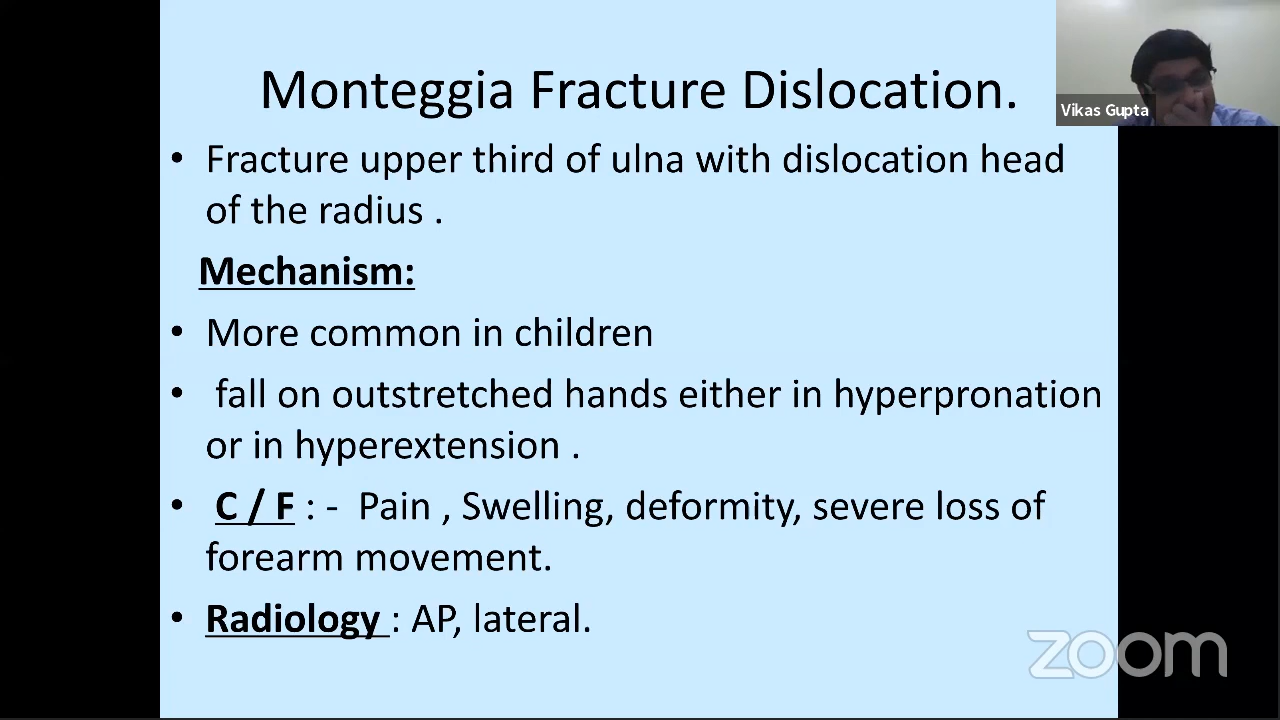 Monteggia Fracture Dislocation.
Vikas Gupta
• Fracture upper third of ulna with dislocation head
of the radius .
Mechanism:
• More common in children
• fall on outstretched hands either in hyperpronation
or in hyperextension .
• C / F : - Pain , Swelling, deformity, severe loss of
forearm movement.
• Radiology : AP, lateral.
zoom